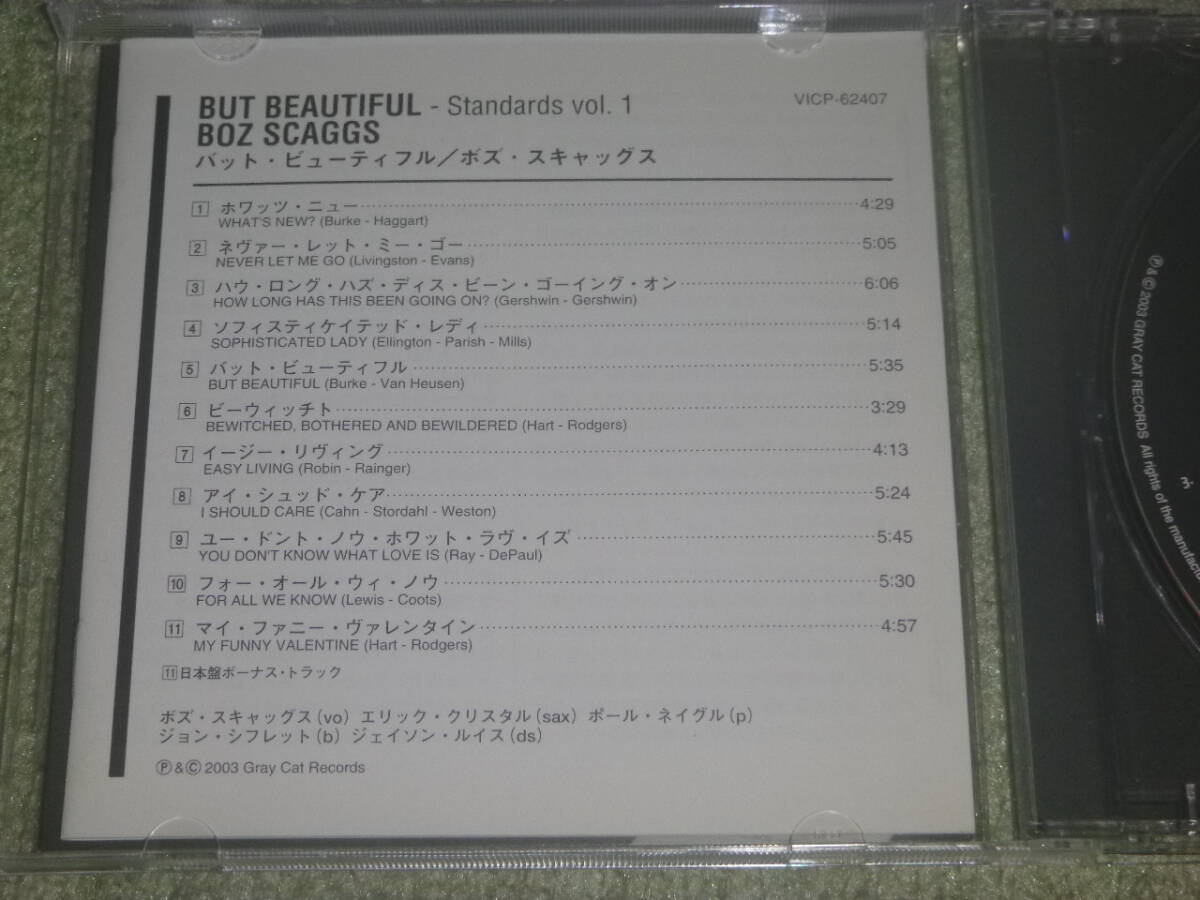 BUT BEAUTIFUL - Standards vol. 1
VICP-62407
BOZ SCAGGS
バット・ビューティフル／ボズ・スキャッグス
1 ホワッツ・ニュー 4:29
WHAT'S NEW? (Burke - Haggart)
2 ネヴァー・レット・ミー・ゴー 5:05
NEVER LET ME GO (Livingston - Evans)
3 ハウ・ロング・ハズ・ディス・ビーン・ゴーイング・オン 6:06
HOW LONG HAS THIS BEEN GOING ON? (Gershwin - Gershwin)
4 ソフィスティケイテッド・レディ 5:14
SOPHISTICATED LADY (Ellington - Parish - Mills)
5 バット・ビューティフル 5:35
BUT BEAUTIFUL (Burke - Van Heusen)
6 ビーウィッチト 3:29
BEWITCHED, BOTHERED AND BEWILDERED (Hart - Rodgers)
7 イージー・リヴィング 4:13
EASY LIVING (Robin - Rainger)
8 アイ・シュッド・ケア 5:24
I SHOULD CARE (Cahn - Stordahl - Weston)
9 ユー・ドント・ノウ・ホワット・ラヴ・イズ 5:45
YOU DON'T KNOW WHAT LOVE IS (Ray - DePaul)
10 フォー・オール・ウィ・ノウ 5:30
FOR ALL WE KNOW (Lewis - Coots)
11 マイ・ファニー・ヴァレンタイン 4:57
MY FUNNY VALENTINE (Hart - Rodgers)
11 日本盤ボーナス・トラック
ボズ・スキャッグス(vo) エリック・クリスタル(sax) ポール・ネイグル(p)
ジョン・シフレット(b) ジェイソン・ルイス(ds)
Ⓟ&Ⓒ 2003 Gray Cat Records
Ⓟ&Ⓒ 2003 GRAY CAT RECORDS All rights of the